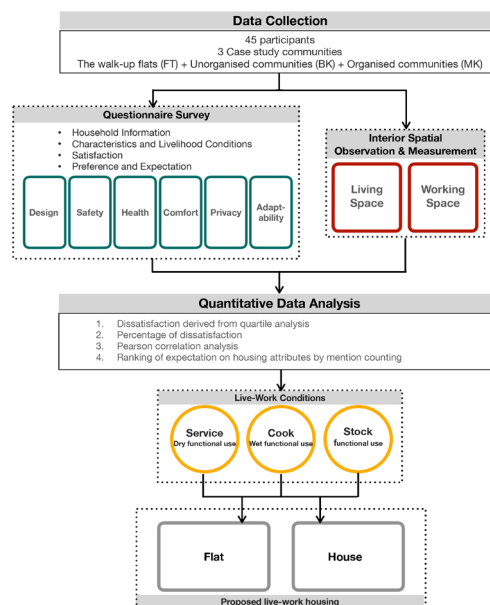 Data Collection
45 participants
3 Case study communities
The walk-up flats (FT) + Unorganised communities (BK) + Organised communities (MK)
Questionnaire Survey
• Household Information
• Characteristics and Livelihood Conditions
• Satisfaction
• Preference and Expectation
Design
Safety
Health
Comfort
Privacy
Adapt-
ability
Interior Spatial
Observation & Measurement
Living
Space
Working
Space
Quantitative Data Analysis
1. Dissatisfaction derived from quartile analysis
2. Percentage of dissatisfaction
3. Pearson correlation analysis
4. Ranking of expectation on housing attributes by mention counting
Live-Work Conditions
Service
Dry functional use
Cook
Wet functional use
Stock
functional use
Flat
House
Proposed live-work housing